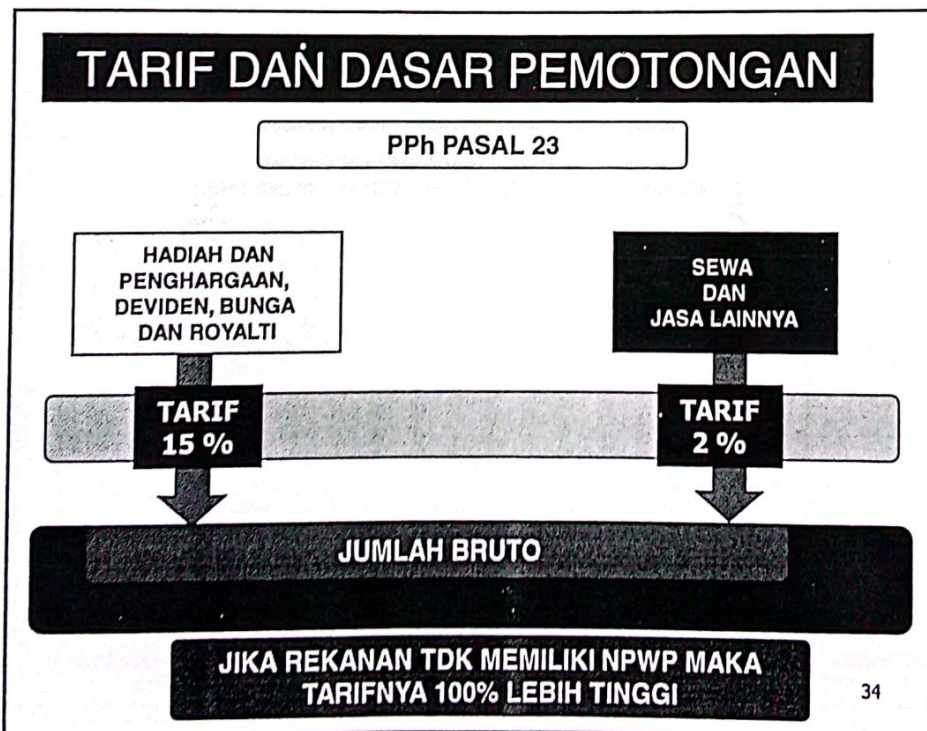 TARIF DAN DASAR PEMOTONGAN
PPh PASAL 23
HADIAH DAN
PENGHARGAAN,
DEVIDEN, BUNGA
DAN ROYALTI
SEWA
DAN
JASA LAINNYA
TARIF
15 %
TARIF
2 %
JUMLAH BRUTO
JIKA REKANAN TDK MEMILIKI NPWP MAKA
TARIFNYA 100% LEBIH TINGGI
34